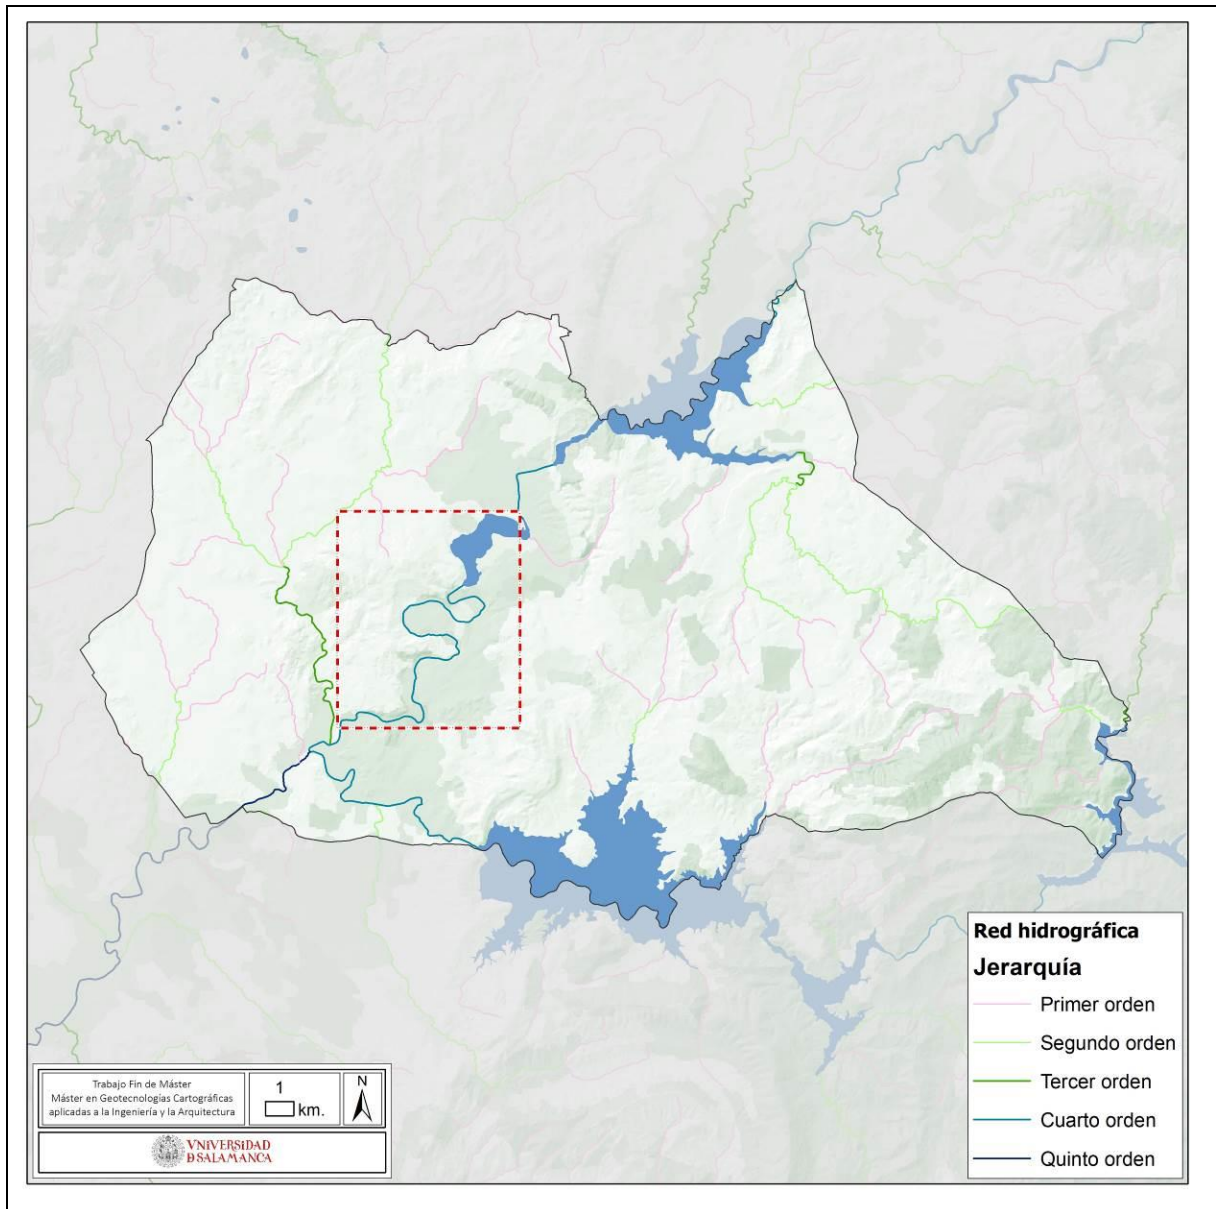 Red hidrográfica
Jerarquía
Primer orden
Segundo orden
Tercer orden
Cuarto orden
Quinto orden
Trabajo Fin de Máster
Máster en Geotecnologías Cartográficas
aplicadas a la Ingeniería y la Arquitectura
1
km.
N
VNiVERSiDAD
D SALAMANCA